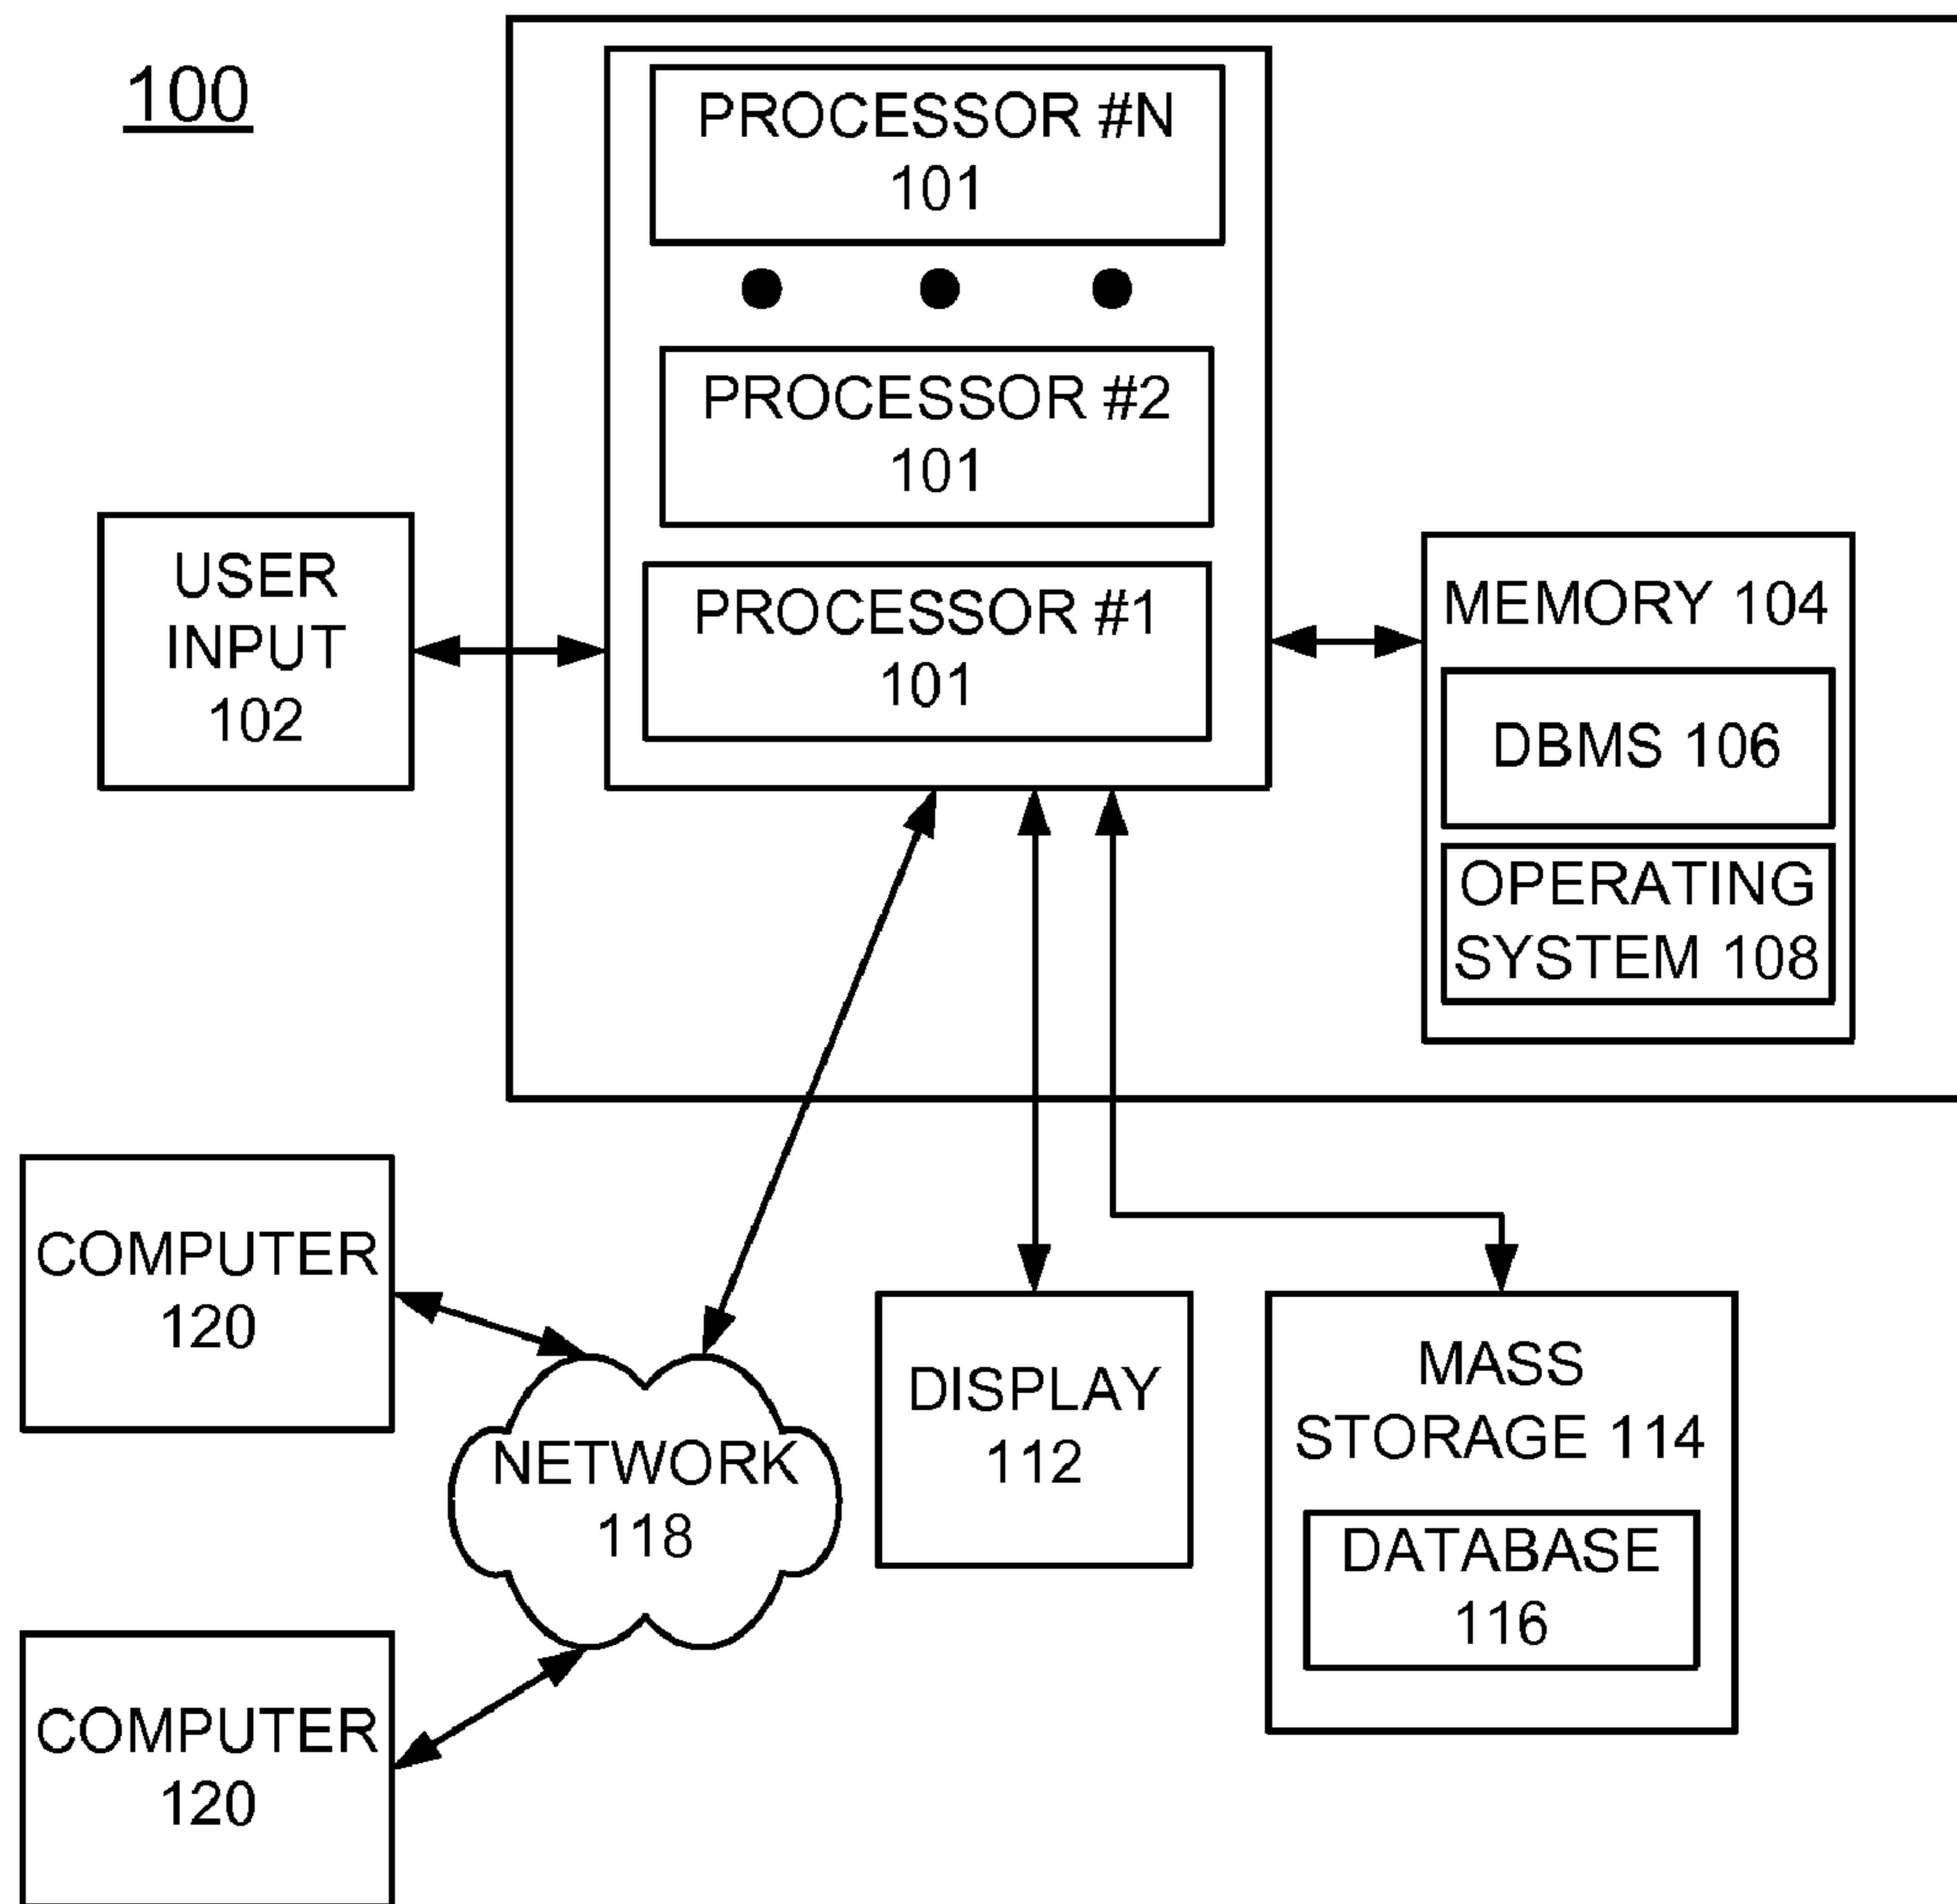 100
PROCESSOR #N
101
PROCESSOR #2
101
PROCESSOR #1
101
USER
INPUT
102
MEMORY 104
DBMS 106
OPERATING
SYSTEM 108
COMPUTER
120
NETWORK
118
DISPLAY
112
MASS
STORAGE 114
DATABASE
116
COMPUTER
120